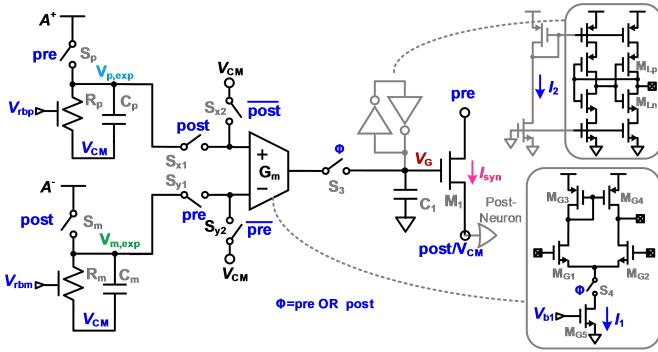 A+
pre
Sp
Vp,exp
Vrbp
Rp
Cp
VCM
A-
post
Sm
Vm,exp
Vrbm
Rm
Cm
VCM
VCM
Sx2
post
post
Sx1
Sy1
pre
Sy2
pre
VCM
+
Gm
−
Φ
S3
VG
C1
pre
Isyn
M1
Post-
Neuron
post/VCM
Φ=pre OR post
I2
MLp
MLn
MG3
MG4
MG1
MG2
Φ
S4
Vb1
MG5
I1